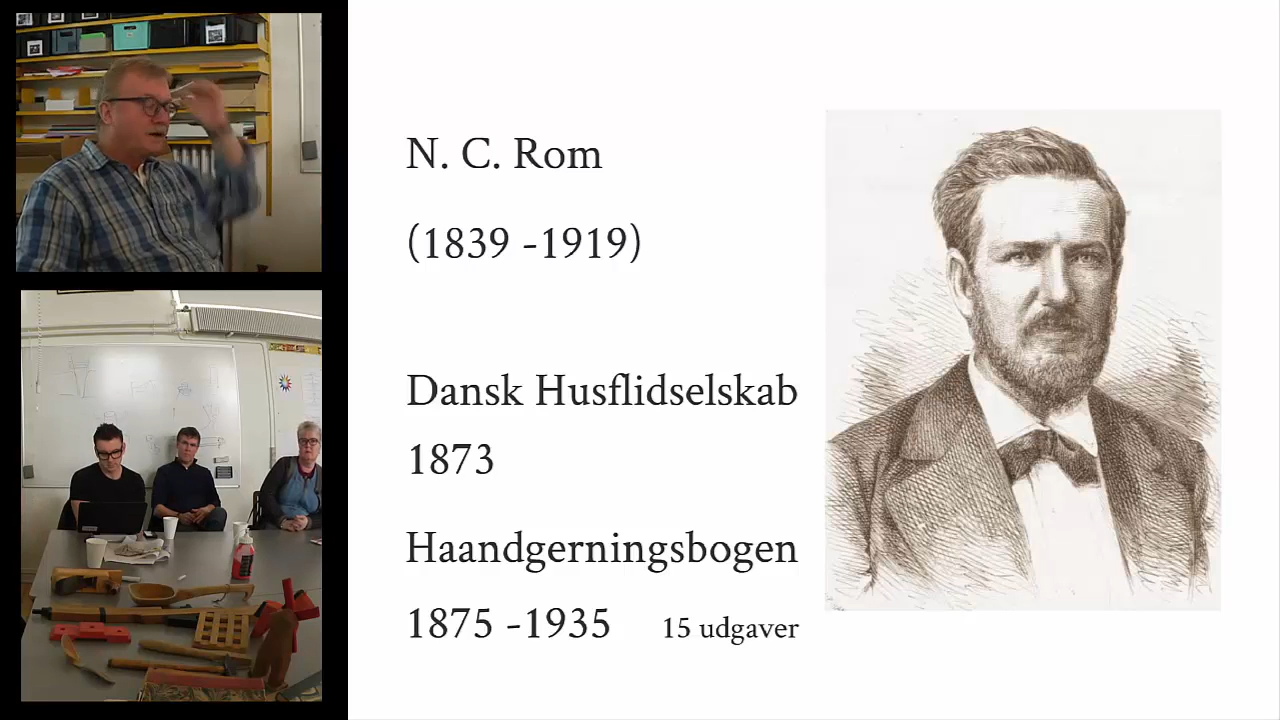 N. C. Rom
(1839 -1919)
Dansk Husflidselskab
1873
Haandgerningsbogen
1875 -1935 15 udgaver